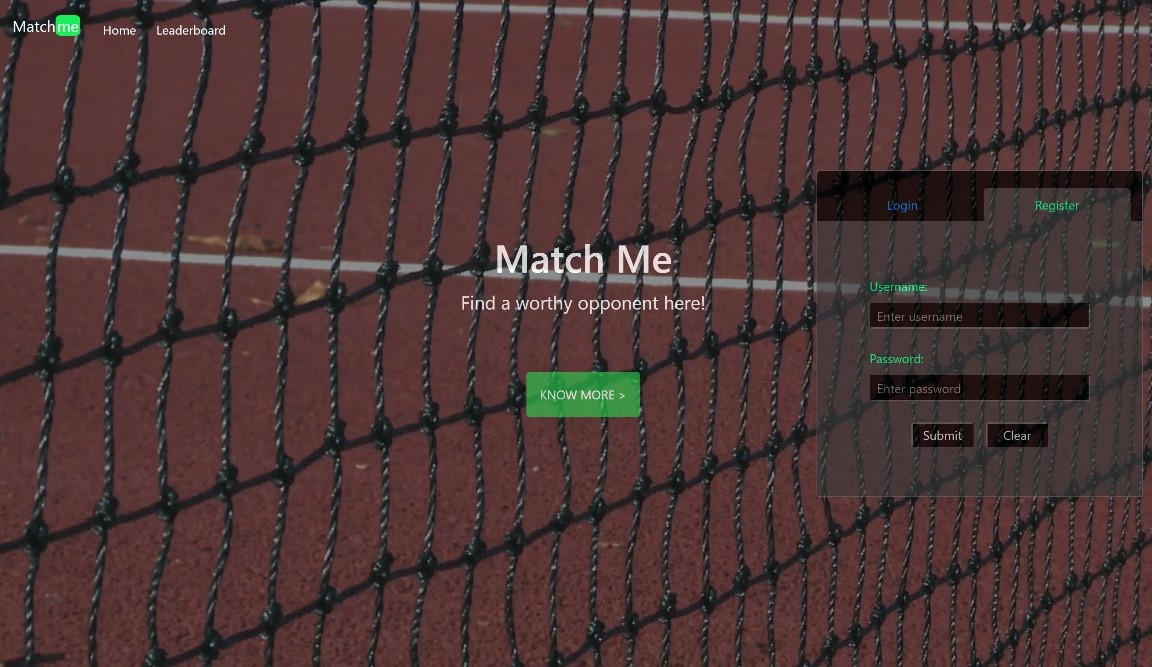 Matchme Home Leaderboard
Match Me
Find a worthy opponent here!
KNOW MORE >
Login Register
Username:
Enter username
Password:
Enter password
Submit Clear